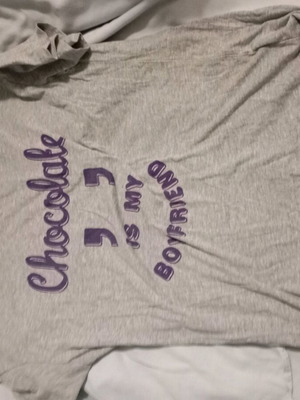 Chocolate
,, IS MY
BOYFRIEND